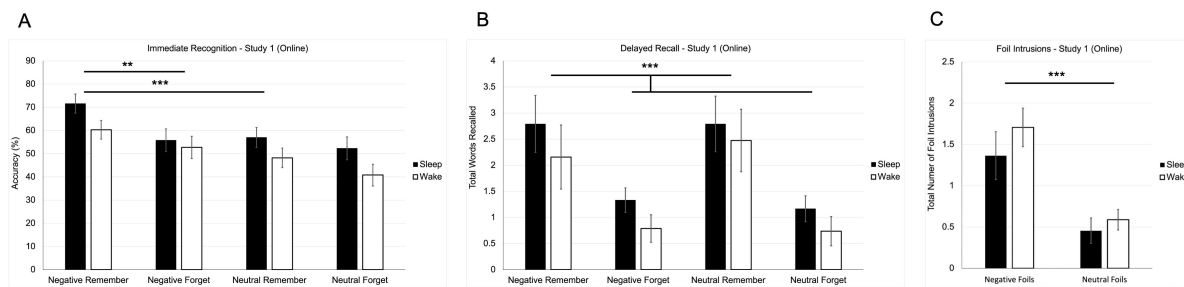 A
Immediate Recognition - Study 1 (Online)
**
***
90
80
70
60
50
40
30
20
10
0
Accuracy (%)
Negative Remember
Negative Forget
Neutral Remember
Neutral Forget
Sleep
Wake
B
Delayed Recall - Study 1 (Online)
***
4
3.5
3
2.5
2
1.5
1
0.5
0
Total Words Recalled
Negative Remember
Negative Forget
Neutral Remember
Neutral Forget
Sleep
Wake
C
Foil Intrusions - Study 1 (Online)
***
2.5
2
1.5
1
0.5
0
Total Numer of Foil Intrusions
Negative Foils
Neutral Foils
Sleep
Wake